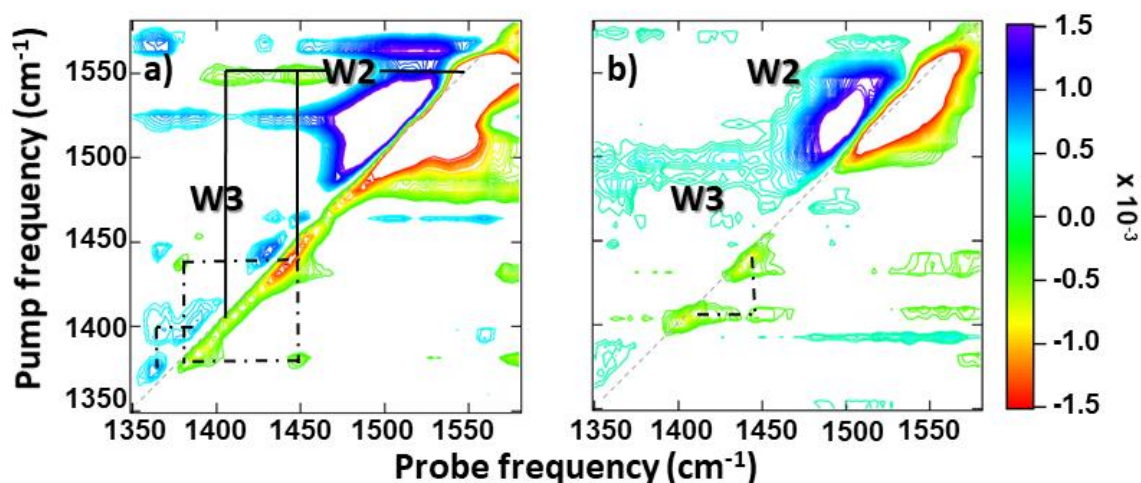 a)
W2
W3
b)
W2
W3
1550
1500
1450
1400
1350
Pump frequency (cm-1)
1350 1400 1450 1500 1550
1350 1400 1450 1500 1550
Probe frequency (cm-1)
1.5
1.0
0.5
0.0
-0.5
-1.0
-1.5
x 10-3